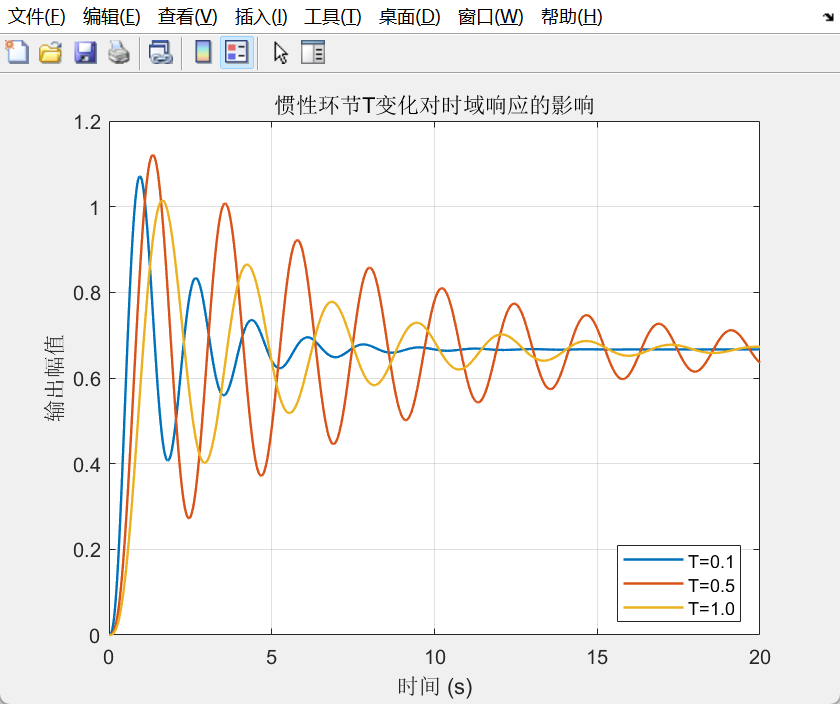 文件(F) 编辑(E) 查看(V) 插入(I) 工具(T) 桌面(D) 窗口(W) 帮助(H)
惯性环节T变化对时域响应的影响
1.2
1
0.8
0.6
0.4
0.2
0
输出幅值
T=0.1
T=0.5
T=1.0
0 5 10 15 20
时间 (s)